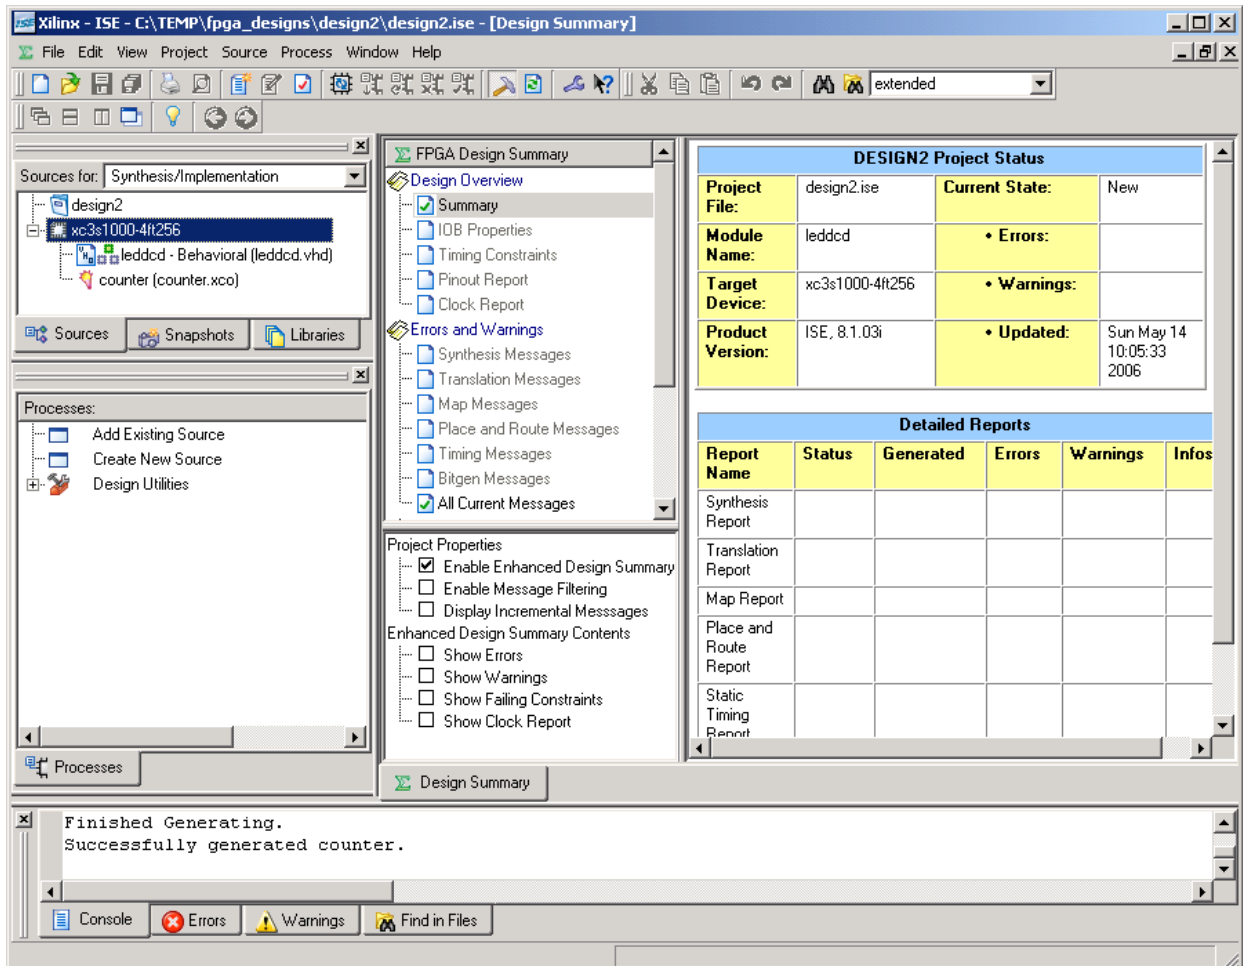 Xilinx - ISE - C:\TEMP\fpga_designs\design2\design2.ise - [Design Summary]
File Edit View Project Source Process Window Help
extended
Sources for: Synthesis/Implementation
design2
xc3s1000-4ft256
leddcd - Behavioral (leddcd.vhd)
counter (counter.xco)
Sources Snapshots Libraries
Processes:
Add Existing Source
Create New Source
Design Utilities
Processes
FPGA Design Summary
Design Overview
Summary
IOB Properties
Timing Constraints
Pinout Report
Clock Report
Errors and Warnings
Synthesis Messages
Translation Messages
Map Messages
Place and Route Messages
Timing Messages
Bitgen Messages
All Current Messages
Project Properties
Enable Enhanced Design Summary
Enable Message Filtering
Display Incremental Messsages
Enhanced Design Summary Contents
Show Errors
Show Warnings
Show Failing Constraints
Show Clock Report
DESIGN2 Project Status
Project File: design2.ise Current State: New
Module Name: leddcd • Errors:
Target Device: xc3s1000-4ft256 • Warnings:
Product Version: ISE, 8.1.03i • Updated: Sun May 14 10:05:33 2006
Detailed Reports
Report Name Status Generated Errors Warnings Infos
Synthesis Report
Translation Report
Map Report
Place and Route Report
Static Timing Report
Design Summary
Finished Generating.
Successfully generated counter.
Console Errors Warnings Find in Files